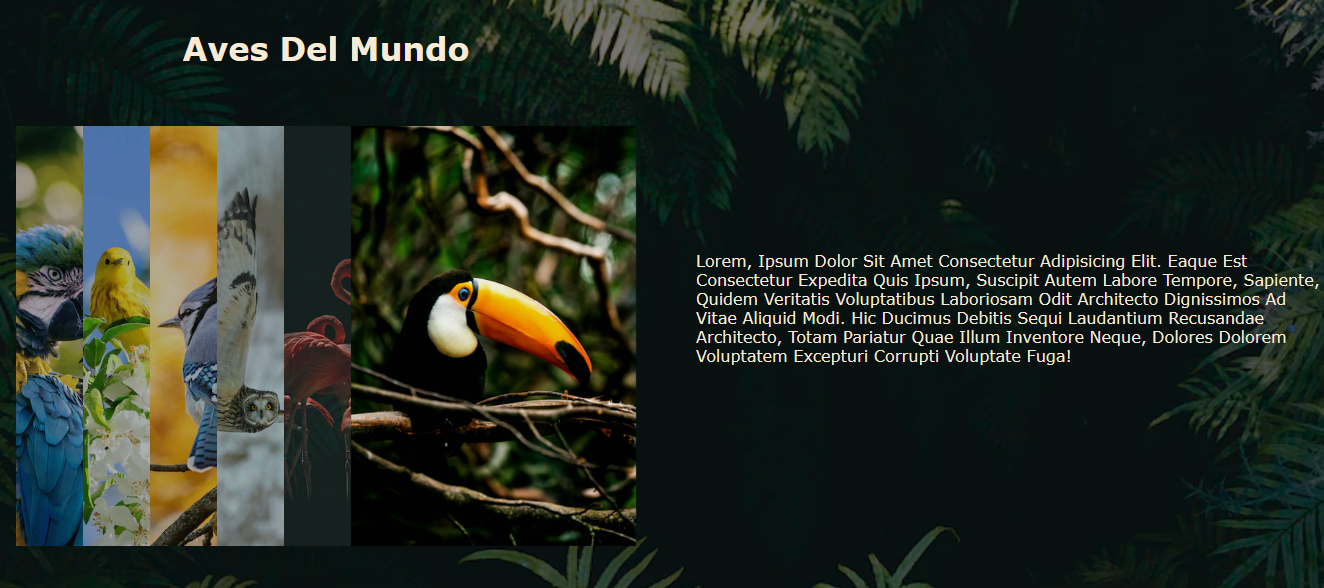 Aves Del Mundo
Lorem, Ipsum Dolor Sit Amet Consectetur Adipisicing Elit. Eaque Est
Consectetur Expedita Quis Ipsum, Suscipit Autem Labore Tempore, Sapiente,
Quidem Veritatis Voluptatibus Laboriosam Odit Architecto Dignissimos Ad
Vitae Aliquid Modi. Hic Ducimus Debitis Sequi Laudantium Recusandae
Architecto, Totam Pariatur Quae Illum Inventore Neque, Dolores Dolorem
Voluptatem Excepturi Corrupti Voluptate Fuga!